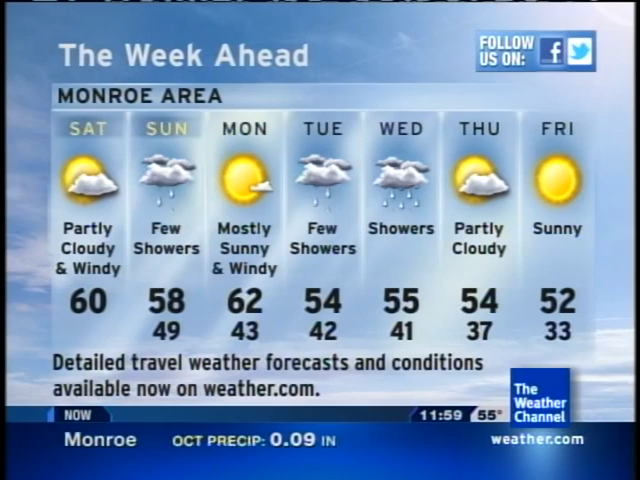 The Week Ahead
FOLLOW
US ON:
MONROE AREA
SAT SUN MON TUE WED THU FRI
Partly
Cloudy
& Windy
Few
Showers
Mostly
Sunny
& Windy
Few
Showers
Showers
Partly
Cloudy
Sunny
60 58 62 54 55 54 52
49 43 42 41 37 33
Detailed travel weather forecasts and conditions
available now on weather.com.
The
Weather
Channel
NOW
11:59 55°
Monroe OCT PRECIP: 0.09 IN
weather.com